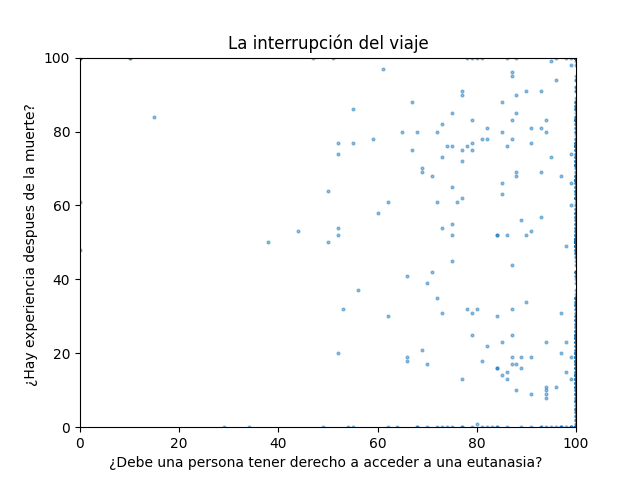 La interrupción del viaje
100
80
60
40
20
0
¿Hay experiencia despues de la muerte?
0 20 40 60 80 100
¿Debe una persona tener derecho a acceder a una eutanasia?